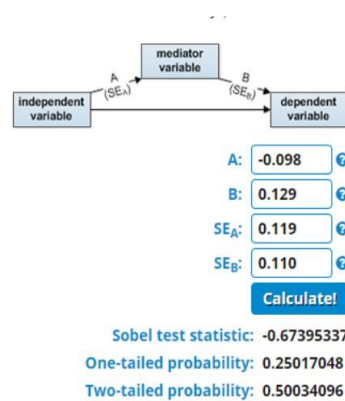 mediator
variable
A
(SEA)
B
(SEB)
independent
variable
dependent
variable
A: -0.098 ?
B: 0.129 ?
SEA: 0.119 ?
SEB: 0.110 ?
Calculate!
Sobel test statistic: -0.67395337
One-tailed probability: 0.25017048
Two-tailed probability: 0.50034096